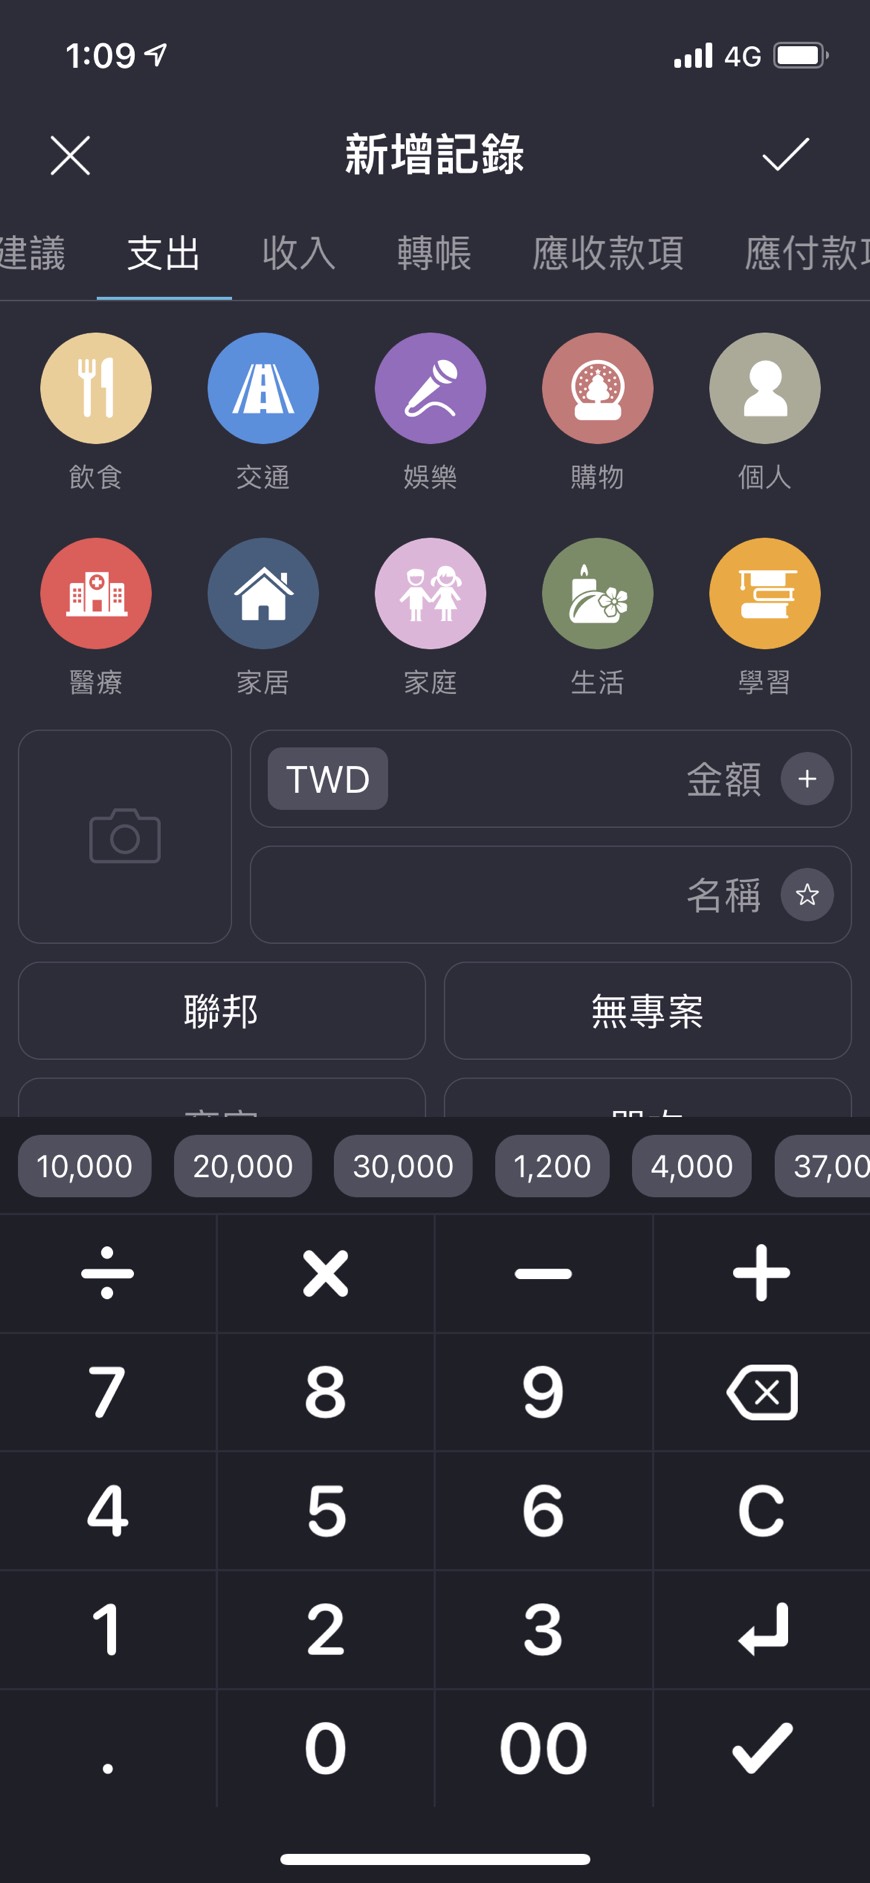 1:09 4G
新增記錄
建議 支出 收入 轉帳 應收款項 應付款
飲食 交通 娛樂 購物 個人
醫療 家居 家庭 生活 學習
TWD 金額 +
名稱
聯邦 無專案
10,000 20,000 30,000 1,200 4,000 37,00
÷ × − +
7 8 9
4 5 6 C
1 2 3
. 0 00